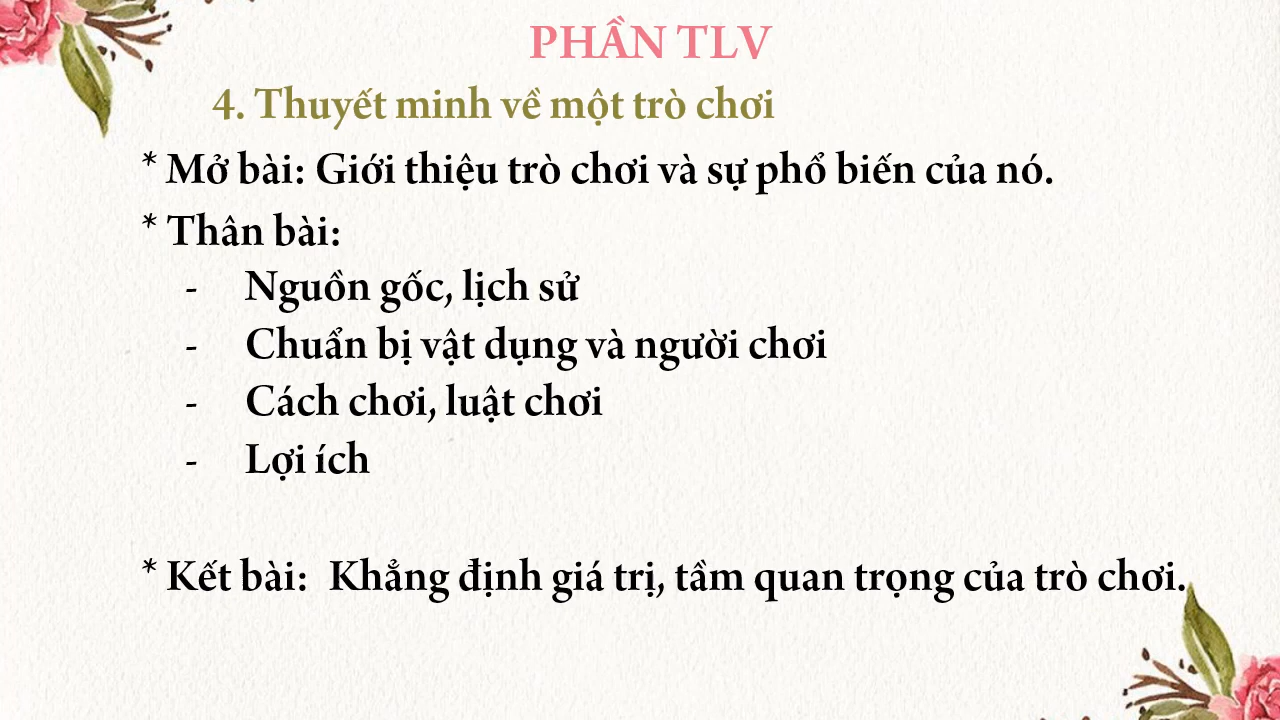 PHẦN TLV
4. Thuyết minh về một trò chơi
* Mở bài: Giới thiệu trò chơi và sự phổ biến của nó.
* Thân bài:
- Nguồn gốc, lịch sử
- Chuẩn bị vật dụng và người chơi
- Cách chơi, luật chơi
- Lợi ích
* Kết bài: Khẳng định giá trị, tầm quan trọng của trò chơi.